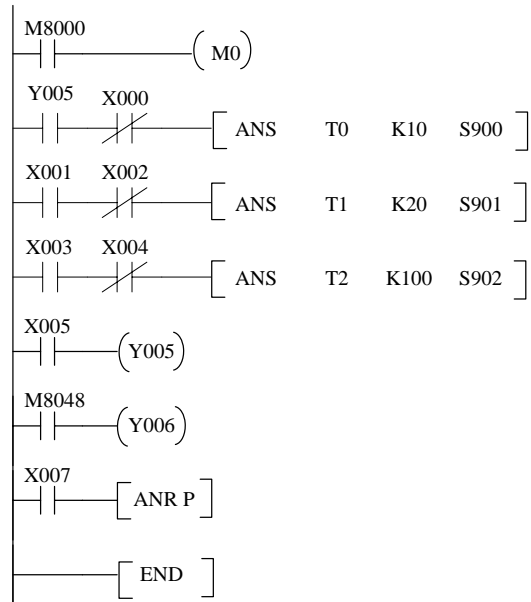 M8000
M0
Y005 X000
ANS T0 K10 S900
X001 X002
ANS T1 K20 S901
X003 X004
ANS T2 K100 S902
X005
Y005
M8048
Y006
X007
ANR P
END